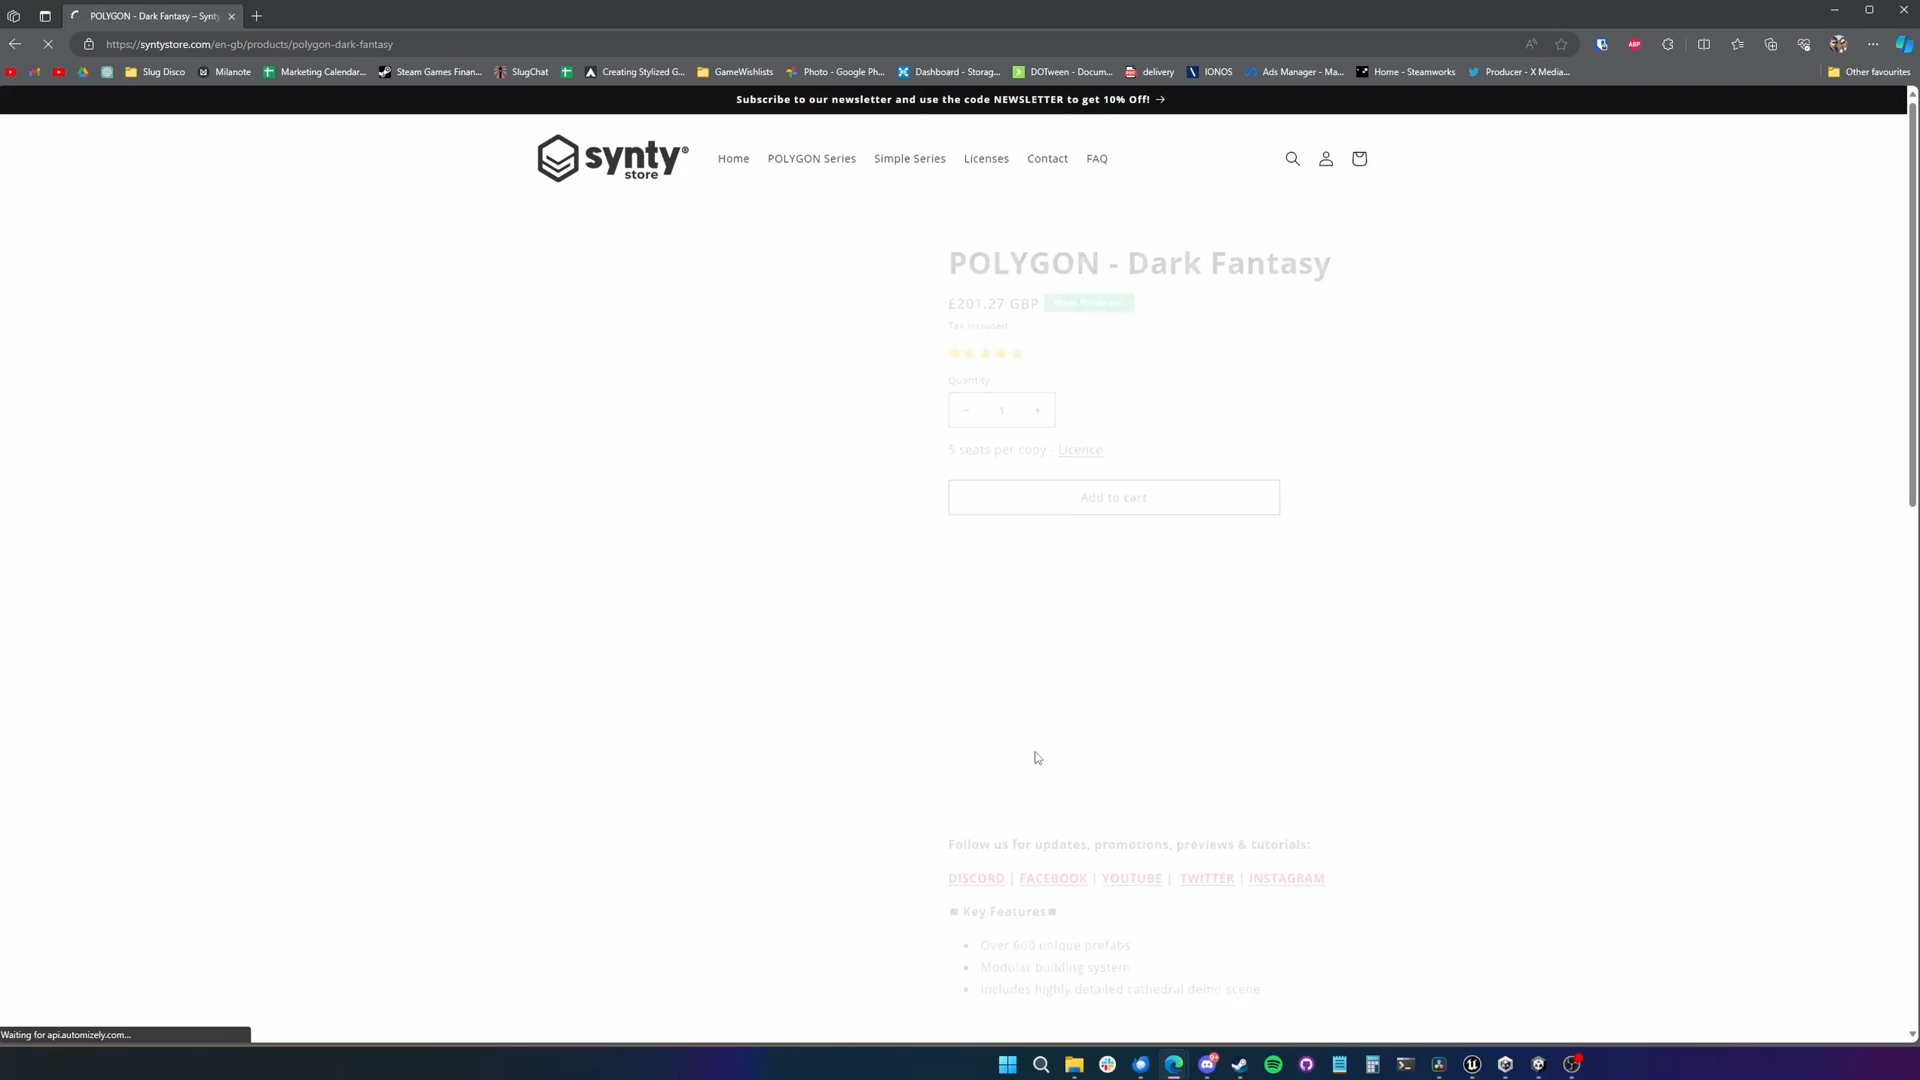 POLYGON - Dark Fantasy – Synty
https://syntystore.com/en-gb/products/polygon-dark-fantasy
ABP
Slug Disco
Milanote
Marketing Calendar...
Steam Games Finan...
SlugChat
Creating Stylized G...
GameWishlists
Photo - Google Ph...
Dashboard - Storag...
DOTween - Docum...
delivery
IONOS
Ads Manager - Ma...
Home - Steamworks
Producer - X Media...
Other favourites
Subscribe to our newsletter and use the code NEWSLETTER to get 10% Off! →
synty®
store
Home
POLYGON Series
Simple Series
Licenses
Contact
FAQ
POLYGON - Dark Fantasy
£201.27 GBP
New Release!
Tax included
Quantity
− 1 +
5 seats per copy - Licence
Add to cart
Follow us for updates, promotions, previews & tutorials:
DISCORD | FACEBOOK | YOUTUBE | TWITTER | INSTAGRAM
■ Key Features■
• Over 600 unique prefabs
• Modular building system
• Includes highly detailed cathedral demo scene
Waiting for api.automizely.com...